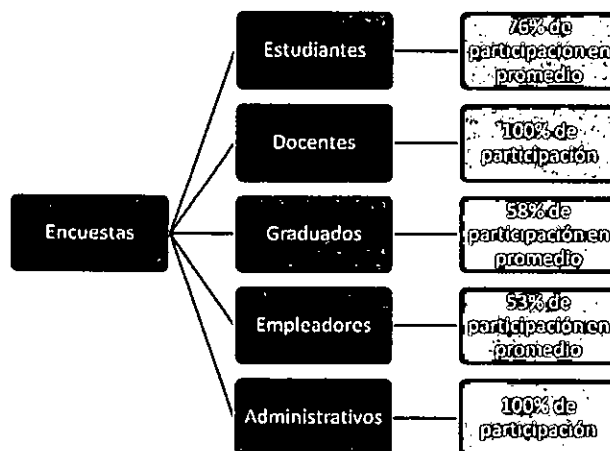 Estudiantes
76% de
participación en
promedio
Docentes
100% de
participación
Encuestas
Graduados
58% de
participación en
promedio
Empleadores
53% de
participación en
promedio
Administrativos
100% de
participación